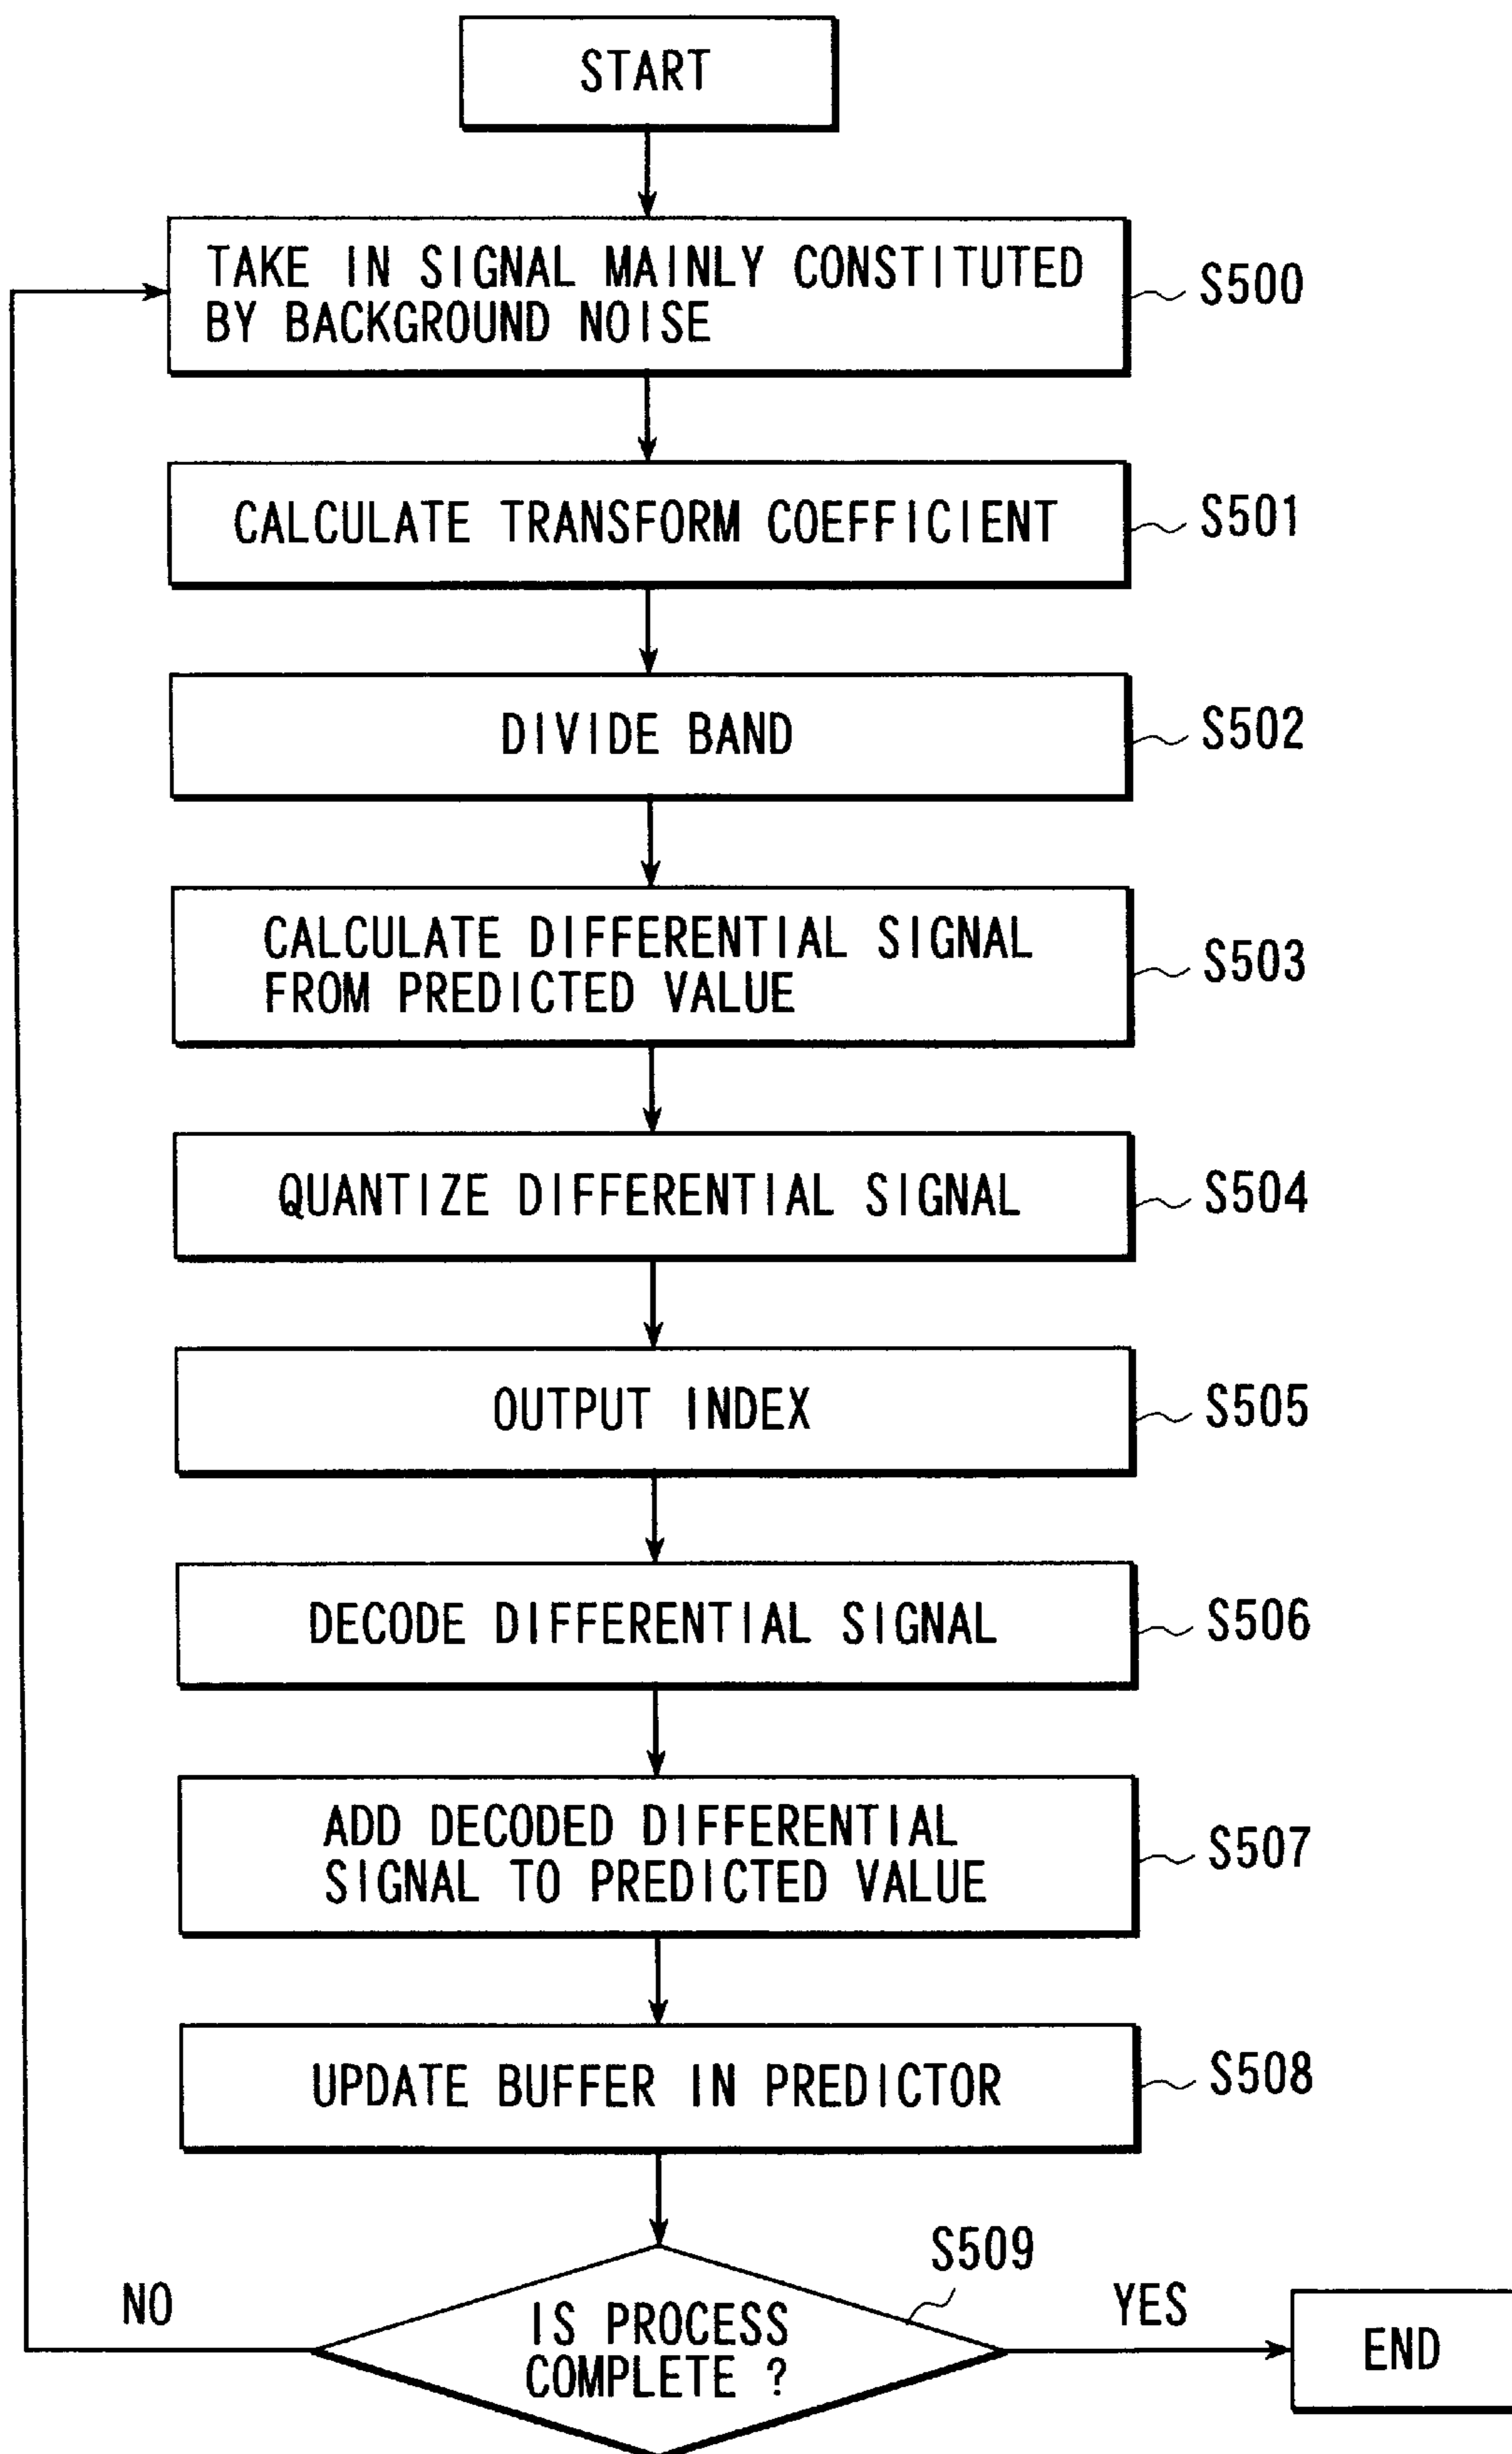 START
TAKE IN SIGNAL MAINLY CONSTITUTED
BY BACKGROUND NOISE
S500
CALCULATE TRANSFORM COEFFICIENT
S501
DIVIDE BAND
S502
CALCULATE DIFFERENTIAL SIGNAL
FROM PREDICTED VALUE
S503
QUANTIZE DIFFERENTIAL SIGNAL
S504
OUTPUT INDEX
S505
DECODE DIFFERENTIAL SIGNAL
S506
ADD DECODED DIFFERENTIAL
SIGNAL TO PREDICTED VALUE
S507
UPDATE BUFFER IN PREDICTOR
S508
S509
NO
IS PROCESS
COMPLETE ?
YES
END